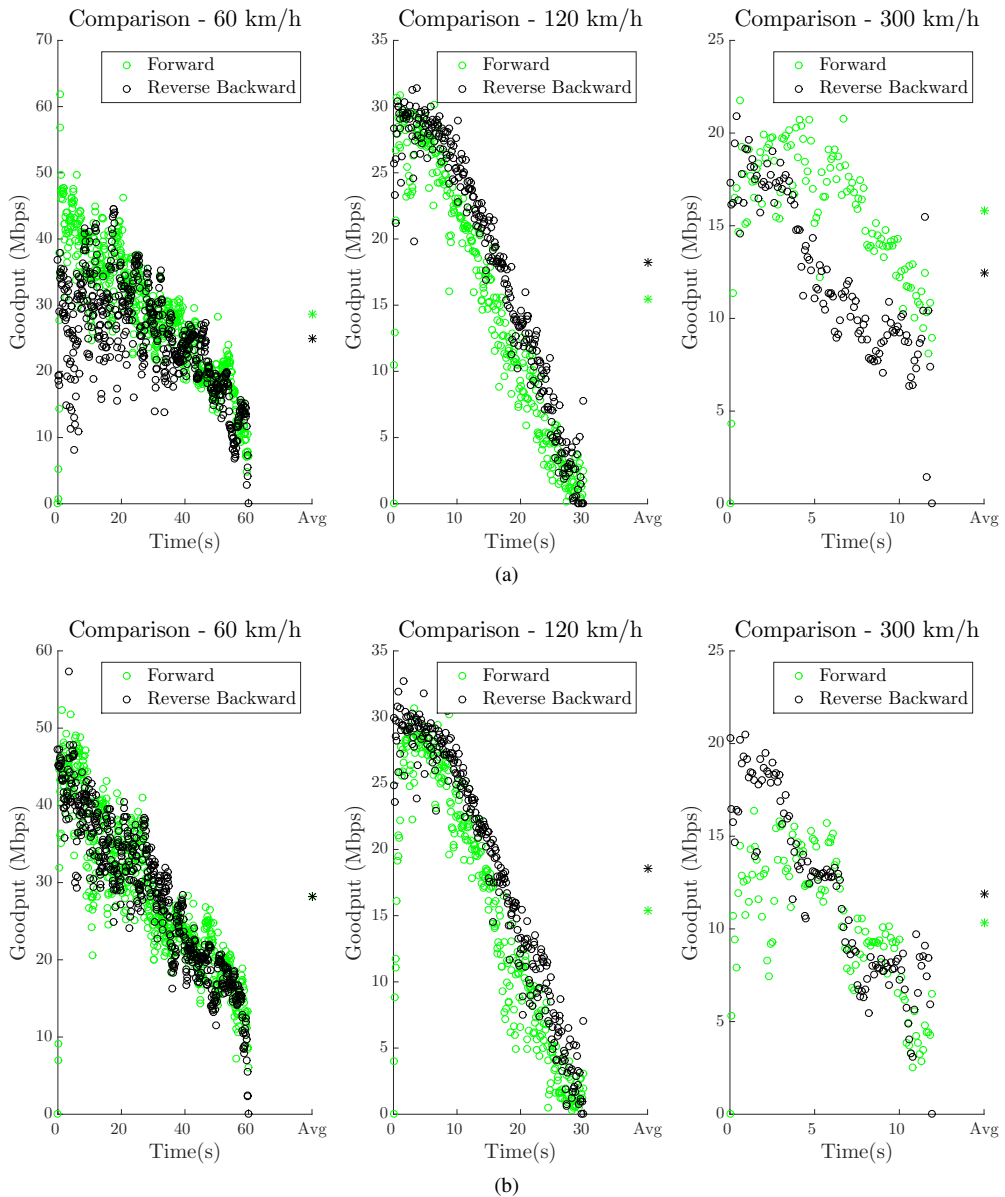 Comparison - 60 km/h
Forward
Reverse Backward
Goodput (Mbps)
70
60
50
40
30
20
10
0
0 20 40 60 Avg
Time(s)
Comparison - 120 km/h
Forward
Reverse Backward
Goodput (Mbps)
35
30
25
20
15
10
5
0
0 10 20 30 Avg
Time(s)
Comparison - 300 km/h
Forward
Reverse Backward
Goodput (Mbps)
25
20
15
10
5
0
0 5 10 Avg
Time(s)
(a)
Comparison - 60 km/h
Forward
Reverse Backward
Goodput (Mbps)
60
50
40
30
20
10
0
0 20 40 60 Avg
Time(s)
Comparison - 120 km/h
Forward
Reverse Backward
Goodput (Mbps)
35
30
25
20
15
10
5
0
0 10 20 30 Avg
Time(s)
Comparison - 300 km/h
Forward
Reverse Backward
Goodput (Mbps)
25
20
15
10
5
0
0 5 10 Avg
Time(s)
(b)